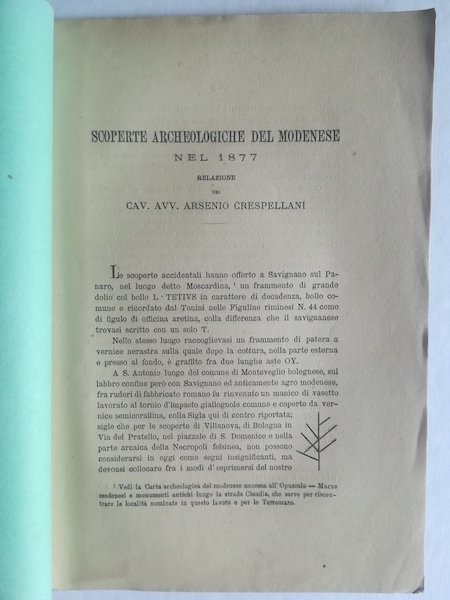 SCOPERTE ARCHEOLOGICHE DEL MODENESE
NEL 1877
RELAZIONE
DEL
CAV. AVV. ARSENIO CRESPELLANI
Le scoperte accidentali hanno offerto a Savignano sul Pa-
naro, nel luogo detto Moscardina, ¹ un frammento di grande
dolio col bollo L · TETIVS in carattere di decadenza, bollo co-
mune e ricordato dal Tonini nelle Figuline riminesi N. 44 come
di figulo di officina aretina, colla differenza che il savignanese
trovasi scritto con un solo T.
Nello stesso luogo raccoglievasi un frammento di patera a
vernice nerastra sulla quale dopo la cottura, nella parte esterna
e presso al fondo, è graffito fra due lunghe aste OY.
A S. Antonio luogo del comune di Monteveglio bolognese, sul
labbro confine però con Savignano ed anticamente agro modenese,
fra ruderi di fabbricato romano fu rinvenuto un manico di vasetto
lavorato al tornio d'impasto giallognolo comune e coperto da ver-
nice semicorallina, colla Sigla qui di contro riportata;
sigle che per le scoperte di Villanova, di Bologna in
Via del Pratello, nel piazzale di S. Domenico e nella
parte arcaica della Necropoli felsinea, non possono
considerarsi in oggi come segni insignificanti, ma
devonsi collocare fra i modi d'esprimersi del nostro
¹ Vedi la Carta archeologica del modenese annessa all'Opuscolo — Marne
modenesi e monumenti antichi lungo la strada Claudia, che serve per riscon-
trare le località nominate in questo lavoro e per le Terremare.